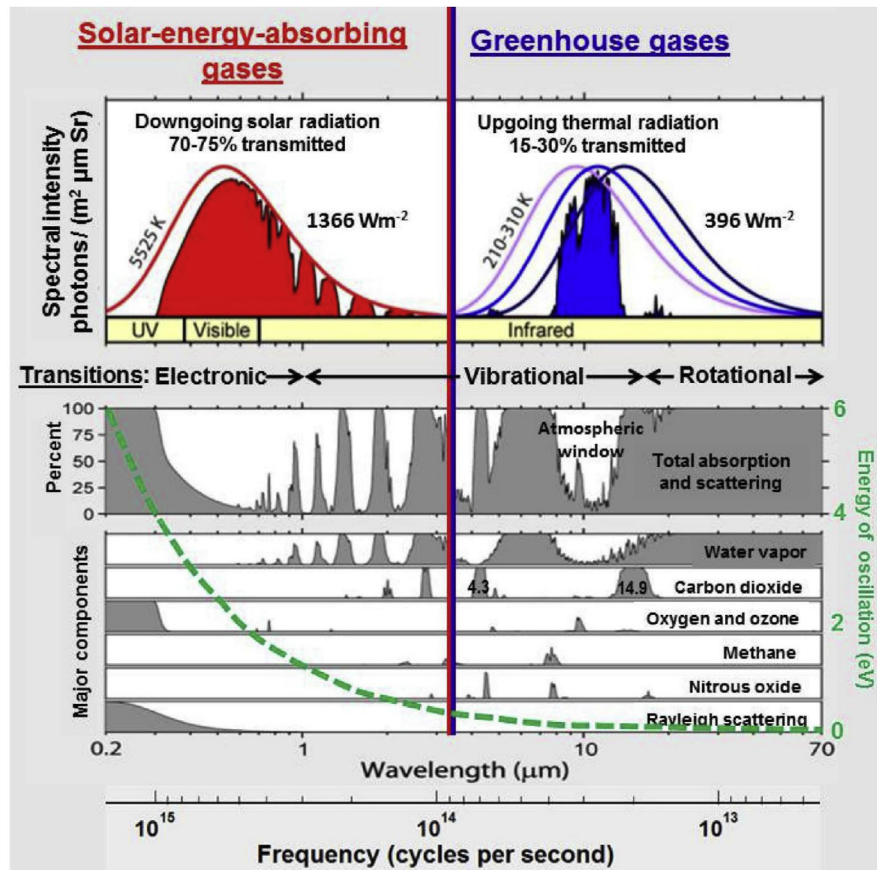 Solar-energy-absorbing
gases
Greenhouse gases
Spectral intensity
photons / (m² µm Sr)
Downgoing solar radiation
70-75% transmitted
5525 K
1366 Wm⁻²
Upgoing thermal radiation
15-30% transmitted
210-310 K
396 Wm⁻²
UV
Visible
Infrared
Transitions: Electronic
Vibrational
Rotational
Percent
100
75
50
25
0
Atmospheric
window
Total absorption
and scattering
6
4
2
0
Energy of oscillation (eV)
Major components
Water vapor
4.3
14.9
Carbon dioxide
Oxygen and ozone
Methane
Nitrous oxide
Rayleigh scattering
0.2
1
10
70
Wavelength (µm)
10¹⁵
10¹⁴
10¹³
Frequency (cycles per second)